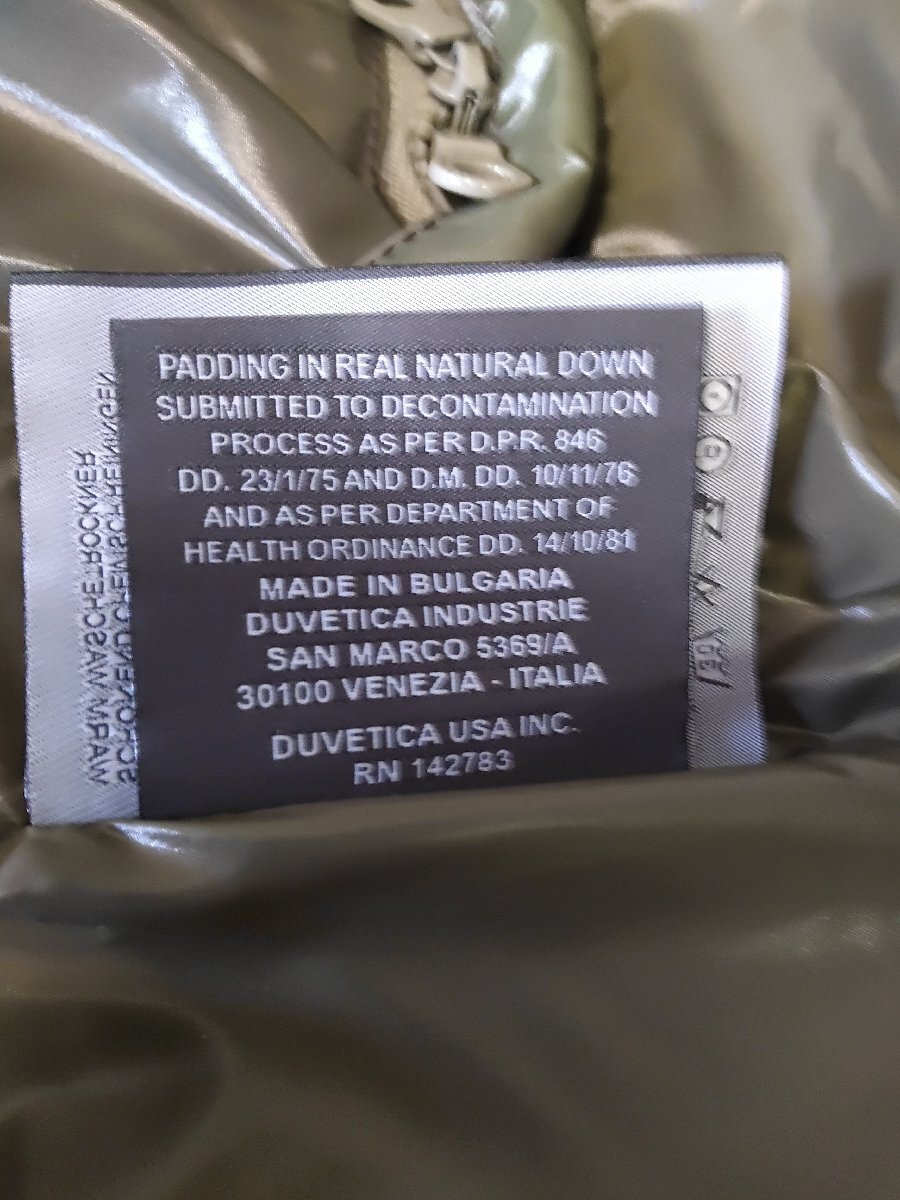 PADDING IN REAL NATURAL DOWN
SUBMITTED TO DECONTAMINATION
PROCESS AS PER D.P.R. 846
DD. 23/1/75 AND D.M. DD. 10/11/76
AND AS PER DEPARTMENT OF
HEALTH ORDINANCE DD. 14/10/81
MADE IN BULGARIA
DUVETICA INDUSTRIE
SAN MARCO 5369/A
30100 VENEZIA - ITALIA
DUVETICA USA INC.
RN 142783